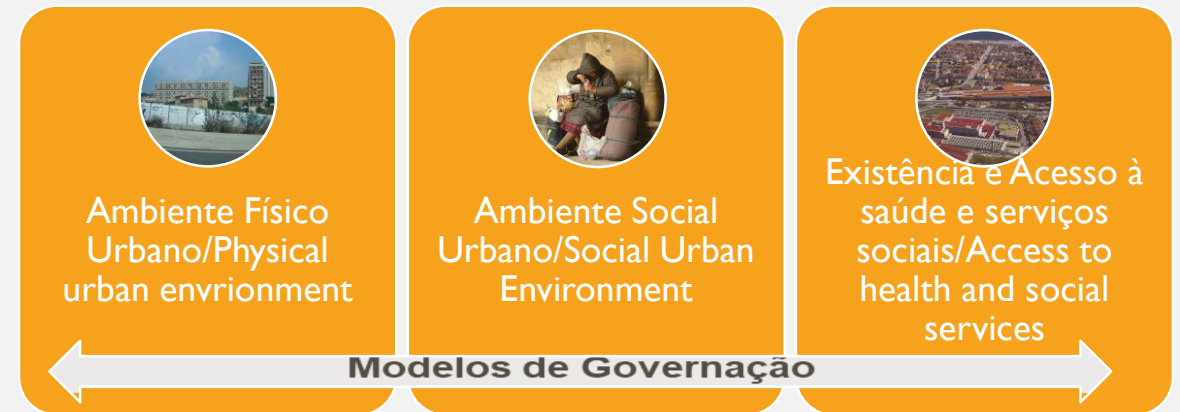 Ambiente Físico
Urbano/Physical
urban envrionment
Ambiente Social
Urbano/Social Urban
Environment
Existência e Acesso à
saúde e serviços
sociais/Access to
health and social
services
Modelos de Governação